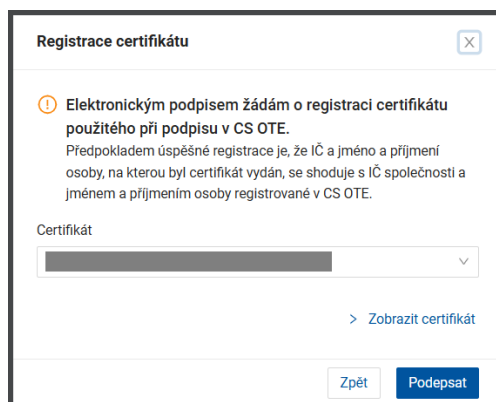 Registrace certifikátu
Elektronickým podpisem žádám o registraci certifikátu
použitého při podpisu v CS OTE.
Předpokladem úspěšné registrace je, že IČ a jméno a příjmení
osoby, na kterou byl certifikát vydán, se shoduje s IČ společnosti a
jménem a příjmením osoby registrované v CS OTE.
Certifikát
> Zobrazit certifikát
Zpět
Podepsat